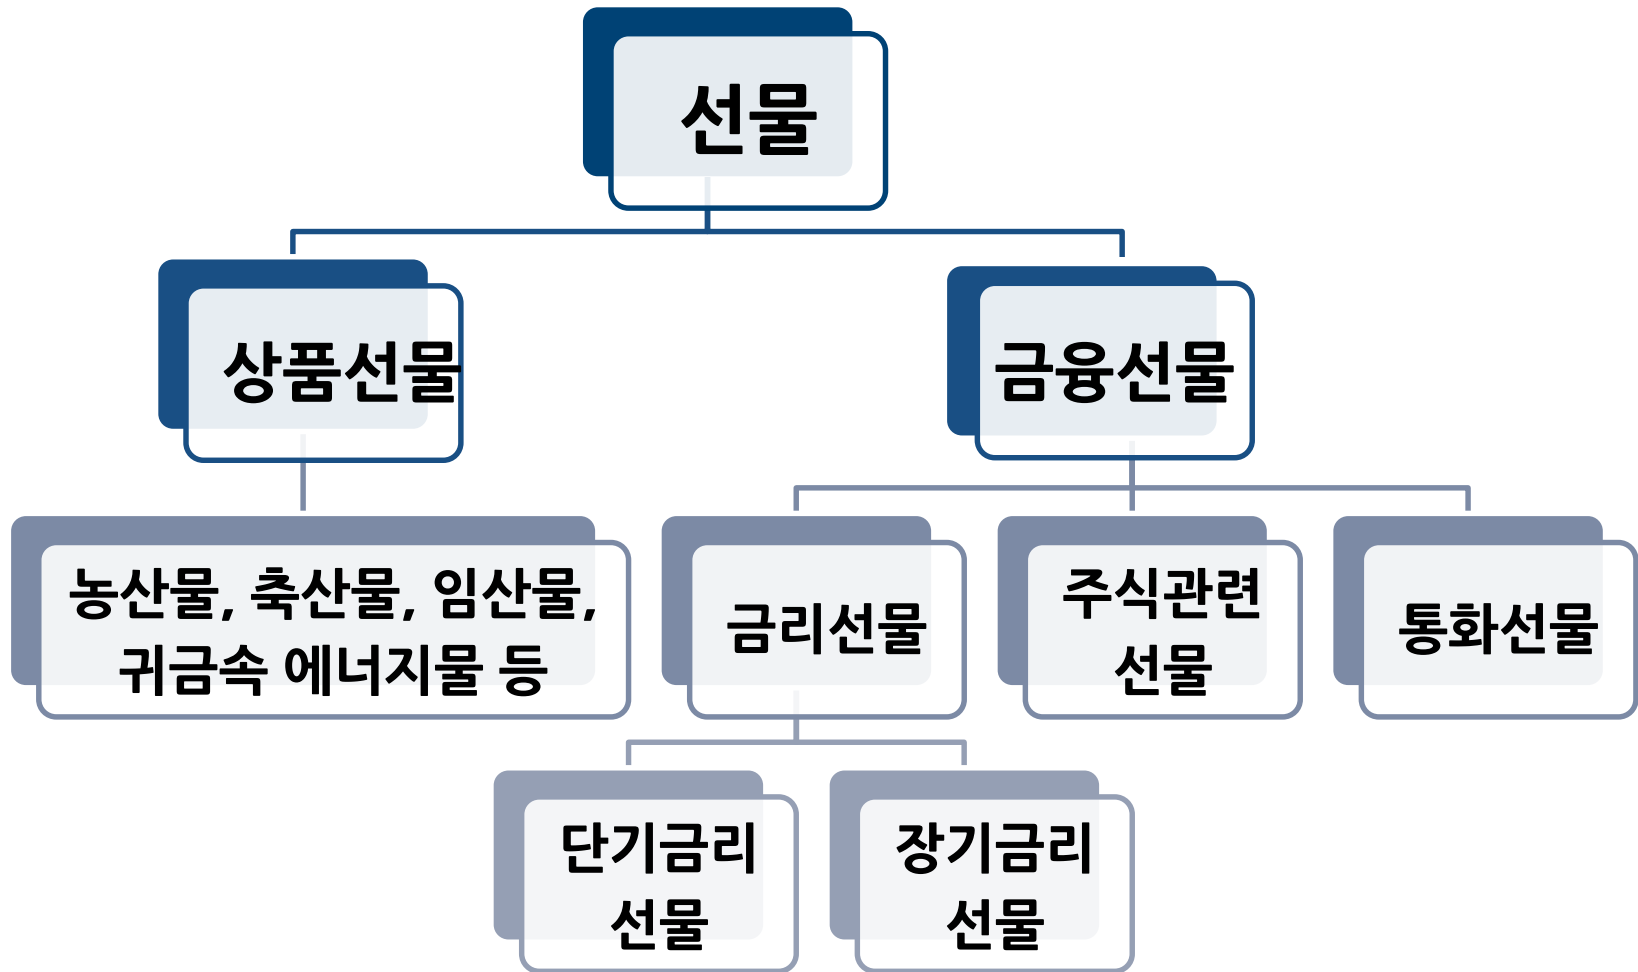 선물
상품선물
금융선물
농산물, 축산물, 임산물,
귀금속 에너지물 등
금리선물
주식관련
선물
통화선물
단기금리
선물
장기금리
선물